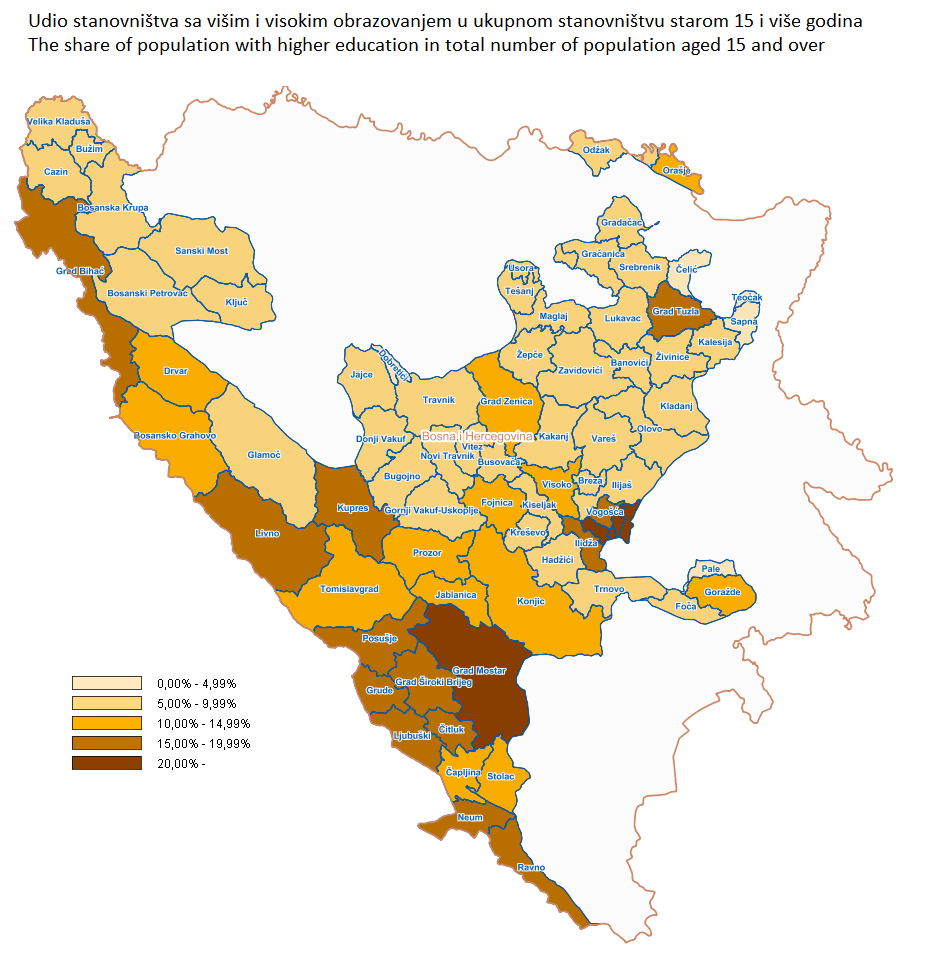 Udio stanovništva sa višim i visokim obrazovanjem u ukupnom stanovništvu starom 15 i više godina
The share of population with higher education in total number of population aged 15 and over
Velika Kladuša
Bužim
Cazin
Bosanska Krupa
Sanski Most
Grad Bihać
Bosanski Petrovac
Ključ
Odžak
Orašje
Gradačac
Gračanica
Srebrenik
Čelić
Usora
Tešanj
Teočak
Maglaj
Lukavac
Grad Tuzla
Sapna
Kalesija
Drvar
Jajce
Dobretići
Žepče
Zavidovići
Banovići
Živinice
Travnik
Grad Zenica
Kladanj
Bosansko Grahovo
Glamoč
Donji Vakuf
Bosna i Hercegovina
Kakanj
Vareš
Olovo
Vitez
Novi Travnik
Busovača
Bugojno
Visoko
Breza
Ilijaš
Kupres
Gornji Vakuf-Uskoplje
Fojnica
Kiseljak
Vogošća
Livno
Kreševo
Ilidža
Prozor
Hadžići
Pale
Tomislavgrad
Jablanica
Konjic
Trnovo
Goražde
Foča
Posušje
Grad Mostar
Grad Široki Brijeg
Grude
Ljubuški
Čitluk
Čapljina
Stolac
Neum
Ravno
0,00% - 4,99%
5,00% - 9,99%
10,00% - 14,99%
15,00% - 19,99%
20,00% -